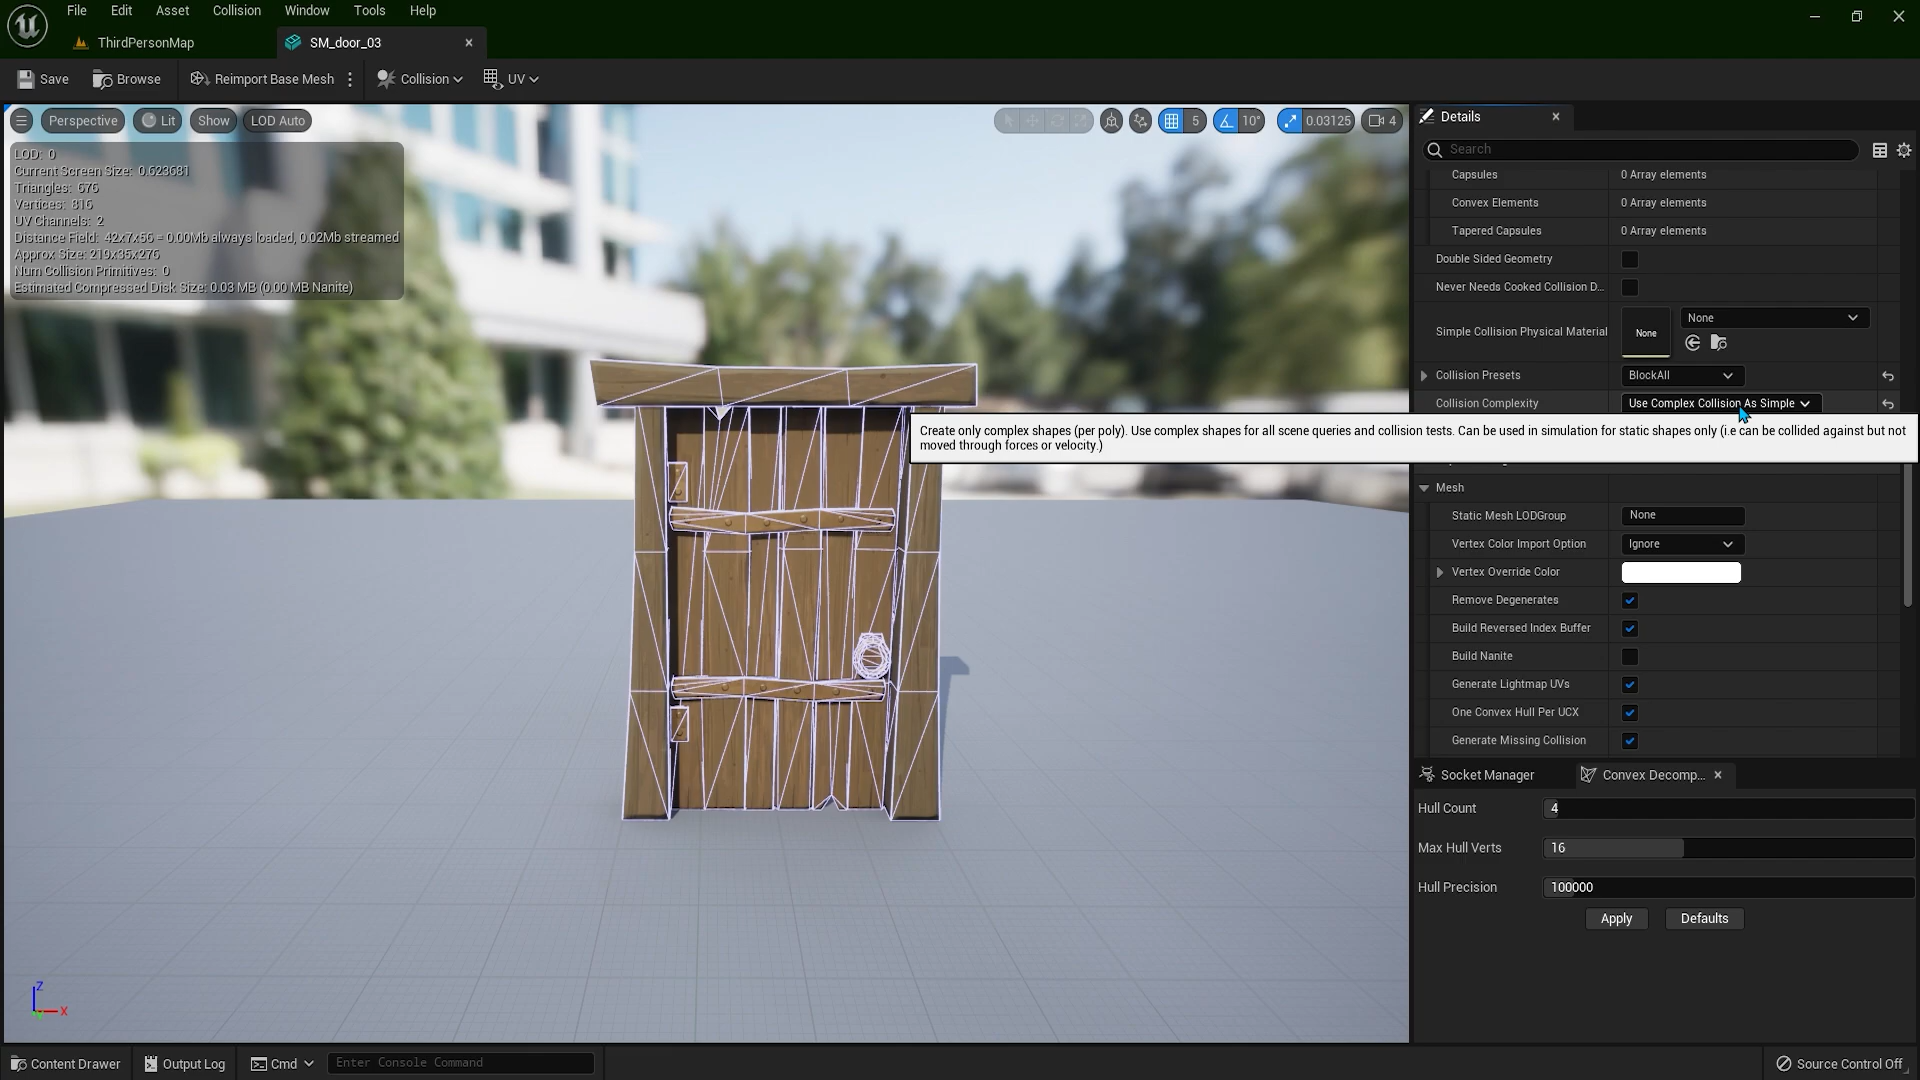 File Edit Asset Collision Window Tools Help
ThirdPersonMap SM_door_03
Save Browse Reimport Base Mesh Collision UV
Perspective Lit Show LOD Auto 5 10° 0.03125 4
LOD: 0
Current Screen Size: 0.623681
Triangles: 676
Vertices: 816
UV Channels: 2
Distance Field: 42x7x56 = 0.00Mb always loaded, 0.02Mb streamed
Approx Size: 219x35x276
Num Collision Primitives: 0
Estimated Compressed Disk Size: 0.03 MB (0.00 MB Nanite)
Details
Search
Capsules 0 Array elements
Convex Elements 0 Array elements
Tapered Capsules 0 Array elements
Double Sided Geometry
Never Needs Cooked Collision D...
Simple Collision Physical Material None None
Collision Presets BlockAll
Collision Complexity Use Complex Collision As Simple
Create only complex shapes (per poly). Use complex shapes for all scene queries and collision tests. Can be used in simulation for static shapes only (i.e can be collided against but not
moved through forces or velocity.)
Mesh
Static Mesh LODGroup None
Vertex Color Import Option Ignore
Vertex Override Color
Remove Degenerates
Build Reversed Index Buffer
Build Nanite
Generate Lightmap UVs
One Convex Hull Per UCX
Generate Missing Collision
Socket Manager Convex Decomp...
Hull Count 4
Max Hull Verts 16
Hull Precision 100000
Apply Defaults
Z
X
Content Drawer Output Log Cmd Enter Console Command Source Control Off